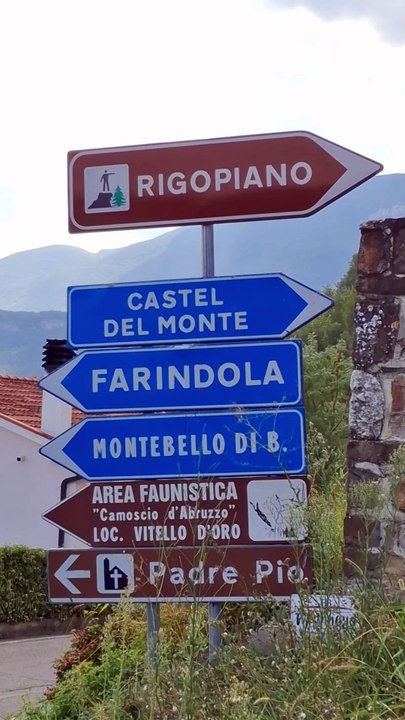 RIGOPIANO
CASTEL
DEL MONTE
FARINDOLA
MONTEBELLO DI B.
AREA FAUNISTICA
"Camoscio d'Abruzzo"
LOC. VITELLO D'ORO
Padre Pio